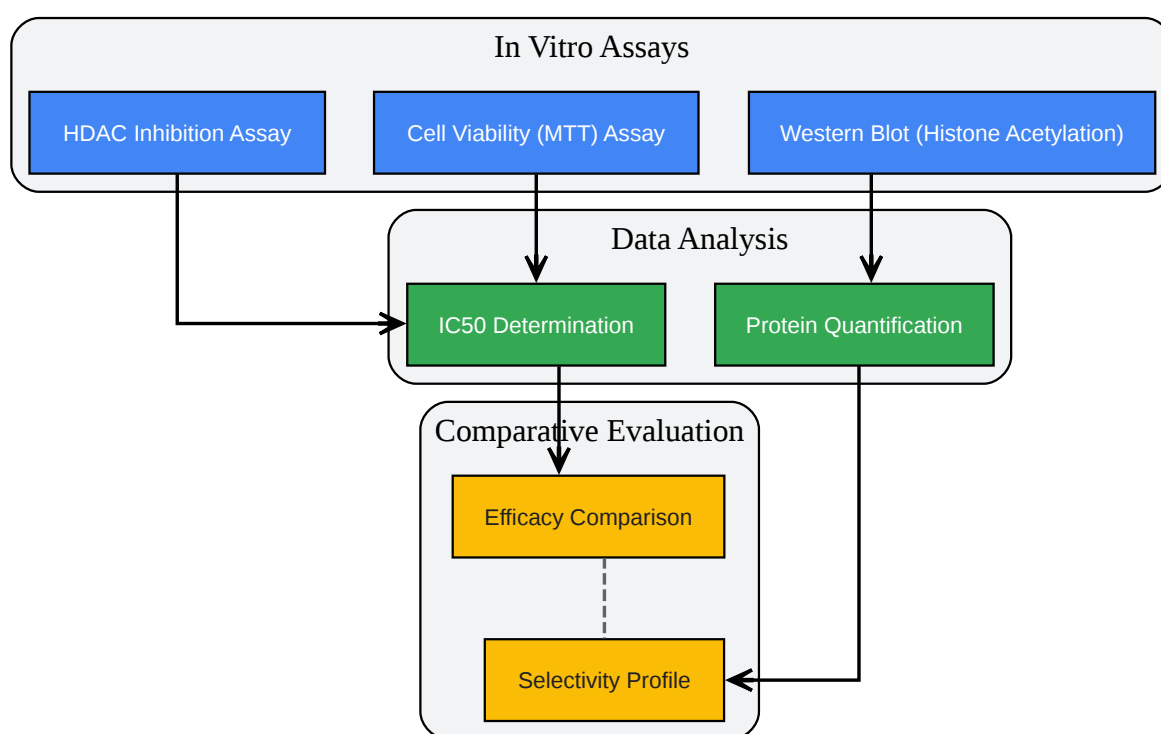 In Vitro Assays
HDAC Inhibition Assay
Cell Viability (MTT) Assay
Western Blot (Histone Acetylation)
Data Analysis
IC50 Determination
Protein Quantification
Comparative Evaluation
Efficacy Comparison
Selectivity Profile